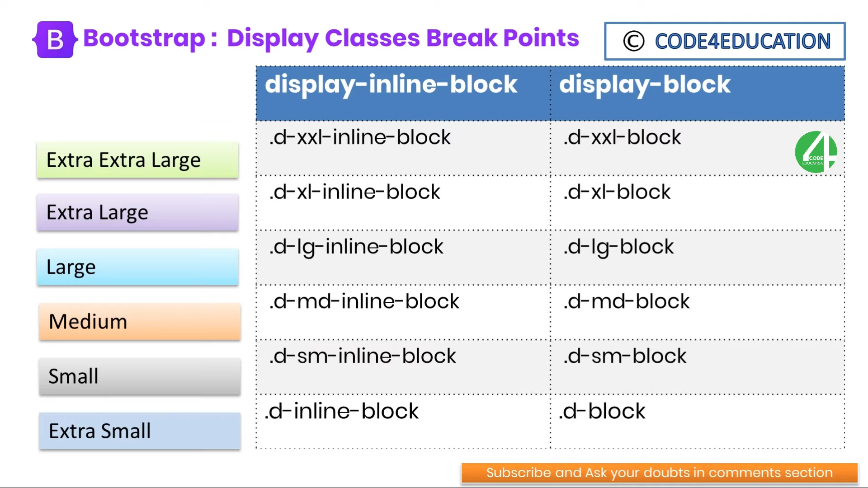 B Bootstrap : Display Classes Break Points
© CODE4EDUCATION
display-inline-block display-block
Extra Extra Large .d-xxl-inline-block .d-xxl-block
4 CODE
Extra Large .d-xl-inline-block .d-xl-block
Large .d-lg-inline-block .d-lg-block
Medium .d-md-inline-block .d-md-block
Small .d-sm-inline-block .d-sm-block
Extra Small .d-inline-block .d-block
Subscribe and Ask your doubts in comments section